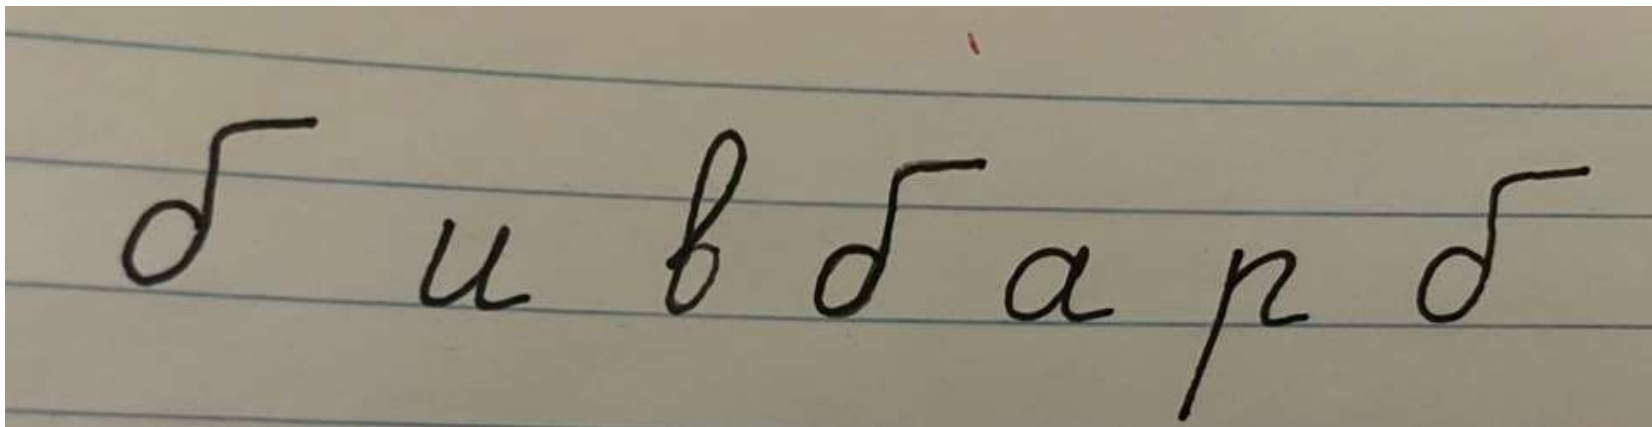 б и в б а р б